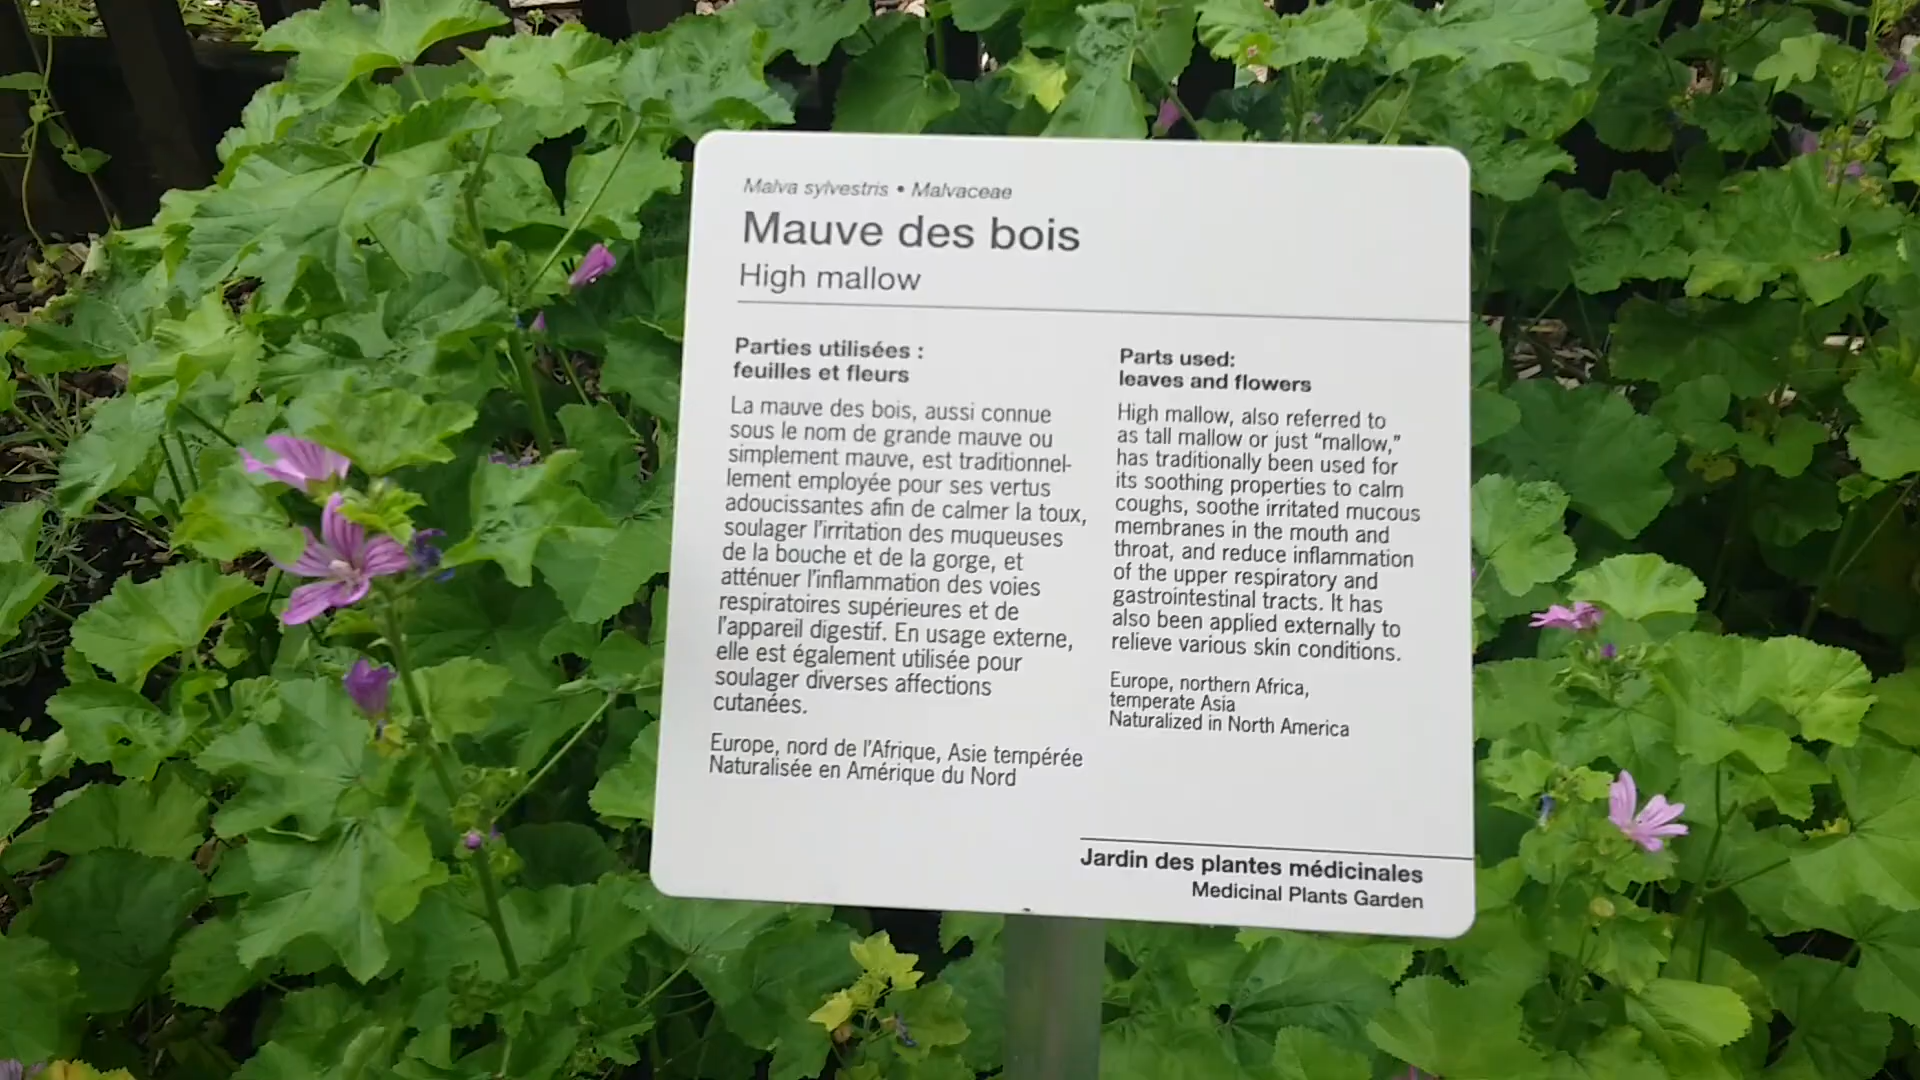 Malva sylvestris • Malvaceae
Mauve des bois
High mallow
Parties utilisées :
feuilles et fleurs
La mauve des bois, aussi connue
sous le nom de grande mauve ou
simplement mauve, est traditionnel-
lement employée pour ses vertus
adoucissantes afin de calmer la toux,
soulager l'irritation des muqueuses
de la bouche et de la gorge, et
atténuer l'inflammation des voies
respiratoires supérieures et de
l'appareil digestif. En usage externe,
elle est également utilisée pour
soulager diverses affections
cutanées.
Europe, nord de l'Afrique, Asie tempérée
Naturalisée en Amérique du Nord
Parts used:
leaves and flowers
High mallow, also referred to
as tall mallow or just “mallow,”
has traditionally been used for
its soothing properties to calm
coughs, soothe irritated mucous
membranes in the mouth and
throat, and reduce inflammation
of the upper respiratory and
gastrointestinal tracts. It has
also been applied externally to
relieve various skin conditions.
Europe, northern Africa,
temperate Asia
Naturalized in North America
Jardin des plantes médicinales
Medicinal Plants Garden